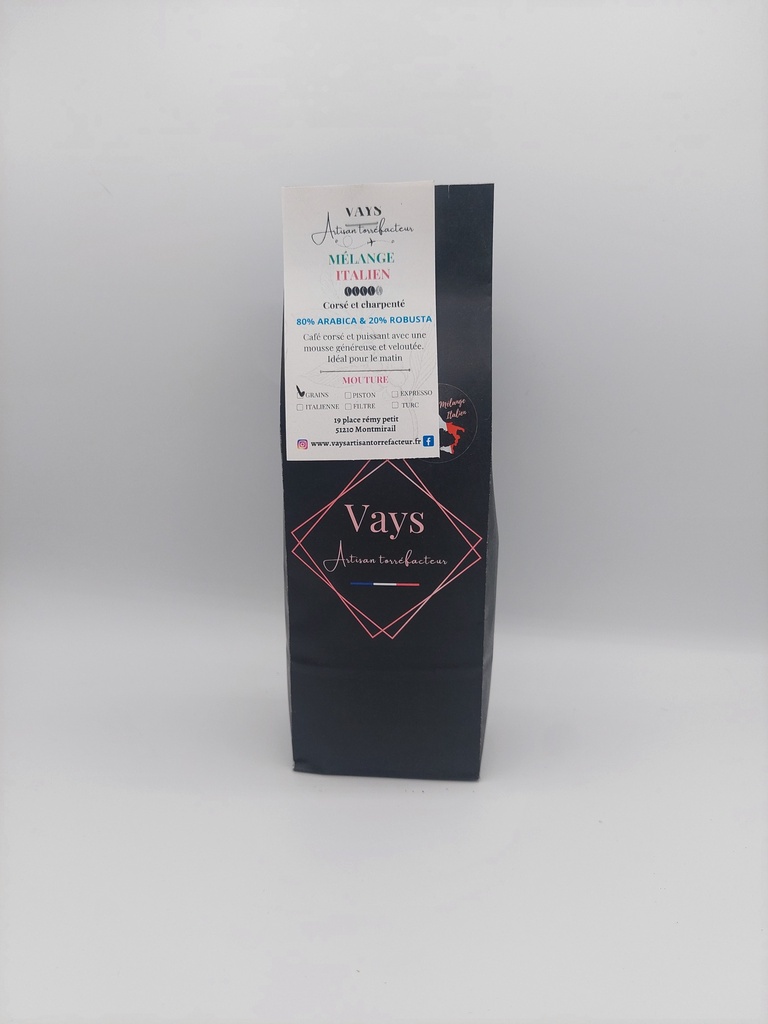 VAYS
Artisan torréfacteur
MÉLANGE
ITALIEN
Corsé et charpenté
80% ARABICA & 20% ROBUSTA
Café corsé et puissant avec une
mousse généreuse et veloutée.
Idéal pour le matin
MOUTURE
GRAINS PISTON EXPRESSO
ITALIENNE FILTRE TURC
19 place rémy petit
51210 Montmirail
www.vaysartisantorrefacteur.fr
Mélange
Italien
Vays
Artisan torréfacteur